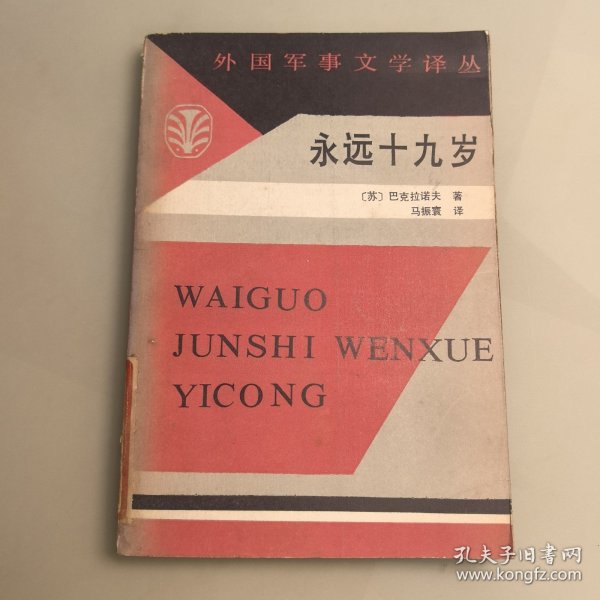 外国军事文学译丛
永远十九岁
〔苏〕巴克拉诺夫 著
马振寰 译
WAIGUO
JUNSHI WENXUE
YICONG
孔夫子旧书网
www.kongfz.com